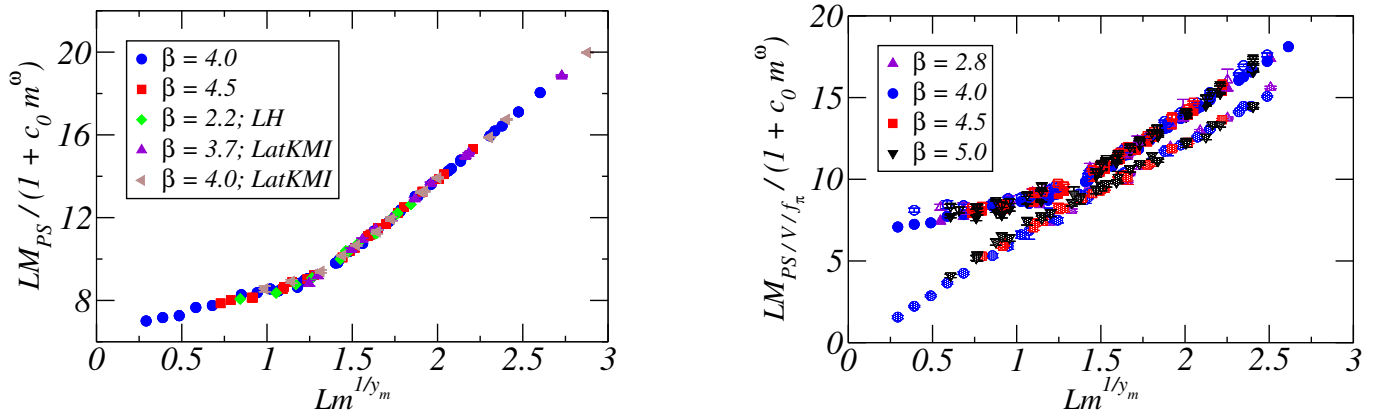 20
16
12
8
0
0.5
1
1.5
2
2.5
3
LM_PS / (1 + c_0 m^ω)
Lm^{1/y_m}
β = 4.0
β = 4.5
β = 2.2; LH
β = 3.7; LatKMI
β = 4.0; LatKMI
20
15
10
5
0
0
0.5
1
1.5
2
2.5
3
LM_{PS / V / f_π} / (1 + c_0 m^ω)
Lm^{1/y_m}
β = 2.8
β = 4.0
β = 4.5
β = 5.0